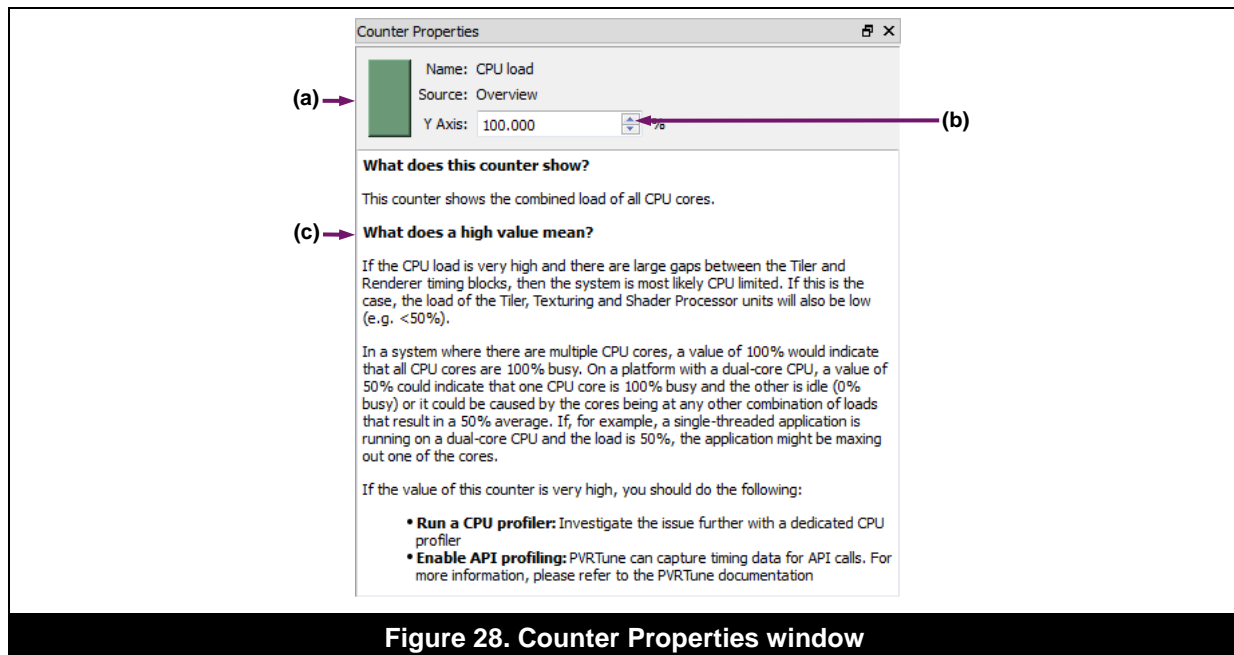 Counter Properties
Name: CPU load
(a)
Source: Overview
Y Axis: 100.000 %
(b)
What does this counter show?
This counter shows the combined load of all CPU cores.
(c)
What does a high value mean?
If the CPU load is very high and there are large gaps between the Tiler and
Renderer timing blocks, then the system is most likely CPU limited. If this is the
case, the load of the Tiler, Texturing and Shader Processor units will also be low
(e.g. <50%).
In a system where there are multiple CPU cores, a value of 100% would indicate
that all CPU cores are 100% busy. On a platform with a dual-core CPU, a value of
50% could indicate that one CPU core is 100% busy and the other is idle (0%
busy) or it could be caused by the cores being at any other combination of loads
that result in a 50% average. If, for example, a single-threaded application is
running on a dual-core CPU and the load is 50%, the application might be maxing
out one of the cores.
If the value of this counter is very high, you should do the following:
• Run a CPU profiler: Investigate the issue further with a dedicated CPU
profiler
• Enable API profiling: PVRTune can capture timing data for API calls. For
more information, please refer to the PVRTune documentation
Figure 28. Counter Properties window